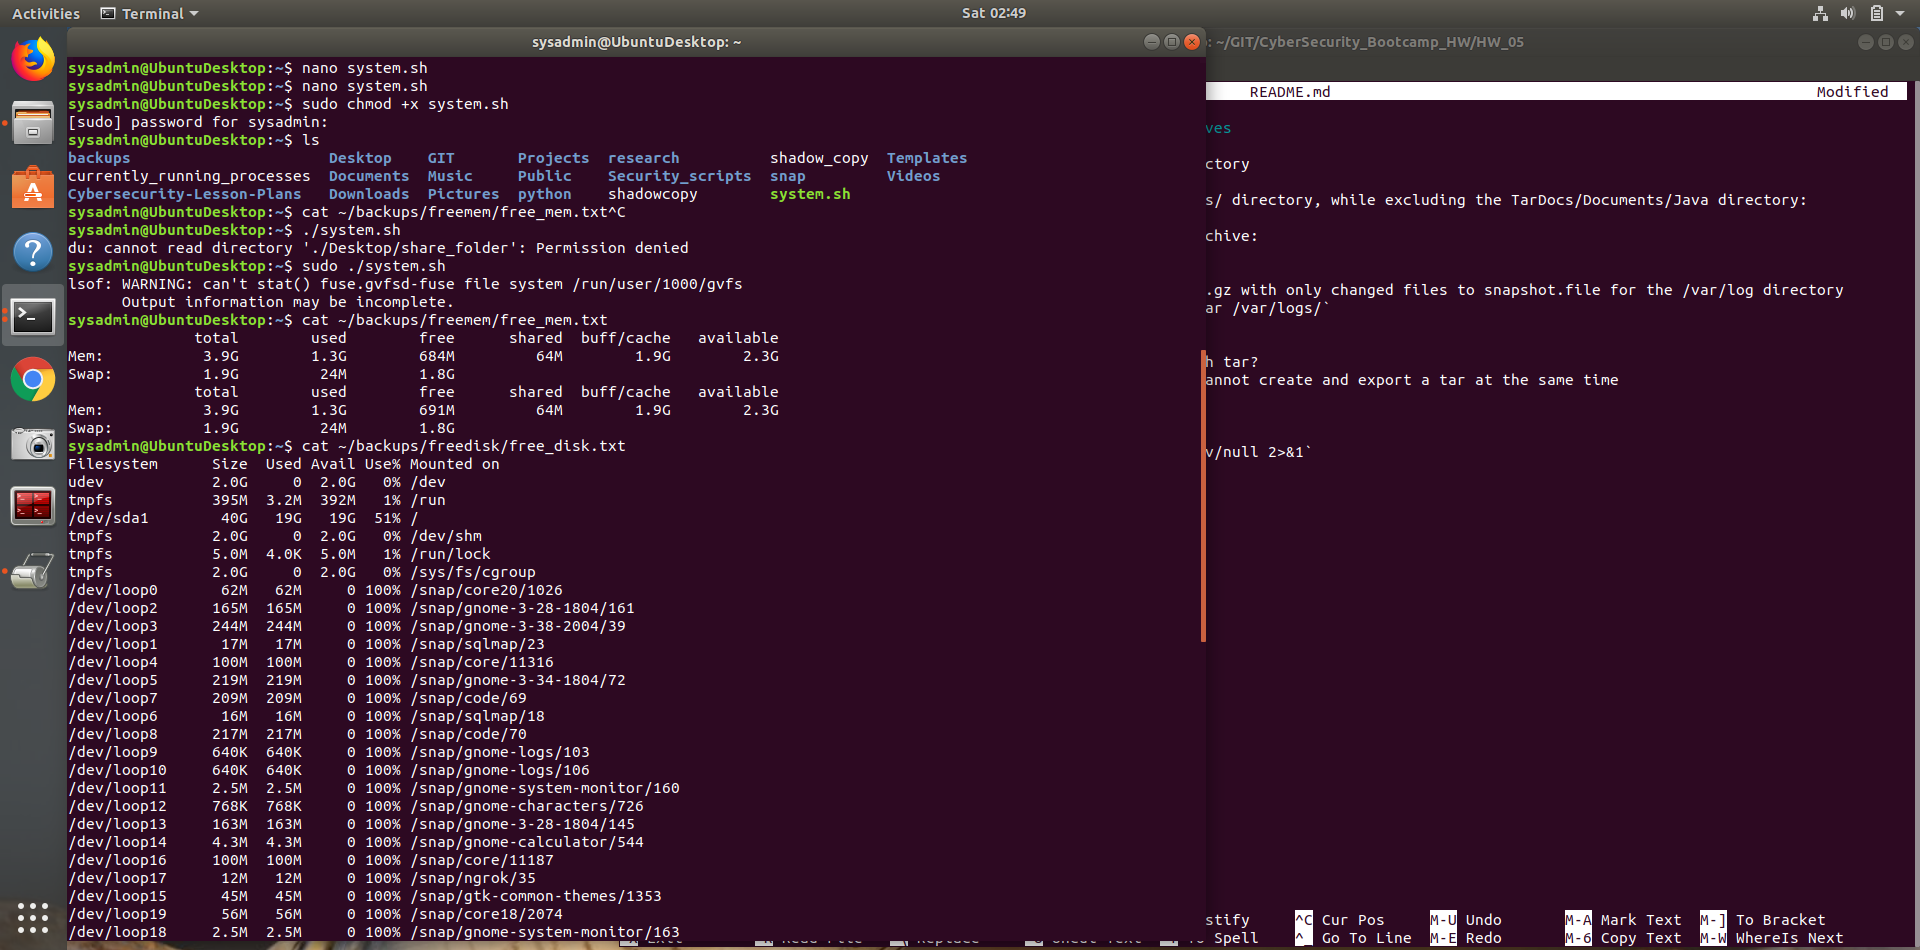 Activities Terminal Sat 02:49
sysadmin@UbuntuDesktop: ~
: ~/GIT/CyberSecurity_Bootcamp_HW/HW_05
sysadmin@UbuntuDesktop:~$ nano system.sh
sysadmin@UbuntuDesktop:~$ nano system.sh
sysadmin@UbuntuDesktop:~$ sudo chmod +x system.sh
[sudo] password for sysadmin:
sysadmin@UbuntuDesktop:~$ ls
backups Desktop GIT Projects research shadow_copy Templates
currently_running_processes Documents Music Public Security_scripts snap Videos
Cybersecurity-Lesson-Plans Downloads Pictures python shadowcopy system.sh
sysadmin@UbuntuDesktop:~$ cat ~/backups/freemem/free_mem.txt^C
sysadmin@UbuntuDesktop:~$ ./system.sh
du: cannot read directory './Desktop/share_folder': Permission denied
sysadmin@UbuntuDesktop:~$ sudo ./system.sh
lsof: WARNING: can't stat() fuse.gvfsd-fuse file system /run/user/1000/gvfs
Output information may be incomplete.
sysadmin@UbuntuDesktop:~$ cat ~/backups/freemem/free_mem.txt
total used free shared buff/cache available
Mem: 3.9G 1.3G 684M 64M 1.9G 2.3G
Swap: 1.9G 24M 1.8G
total used free shared buff/cache available
Mem: 3.9G 1.3G 691M 64M 1.9G 2.3G
Swap: 1.9G 24M 1.8G
sysadmin@UbuntuDesktop:~$ cat ~/backups/freedisk/free_disk.txt
Filesystem Size Used Avail Use% Mounted on
udev 2.0G 0 2.0G 0% /dev
tmpfs 395M 3.2M 392M 1% /run
/dev/sda1 40G 19G 19G 51% /
tmpfs 2.0G 0 2.0G 0% /dev/shm
tmpfs 5.0M 4.0K 5.0M 1% /run/lock
tmpfs 2.0G 0 2.0G 0% /sys/fs/cgroup
/dev/loop0 62M 62M 0 100% /snap/core20/1026
/dev/loop2 165M 165M 0 100% /snap/gnome-3-28-1804/161
/dev/loop3 244M 244M 0 100% /snap/gnome-3-38-2004/39
/dev/loop1 17M 17M 0 100% /snap/sqlmap/23
/dev/loop4 100M 100M 0 100% /snap/core/11316
/dev/loop5 219M 219M 0 100% /snap/gnome-3-34-1804/72
/dev/loop7 209M 209M 0 100% /snap/code/69
/dev/loop6 16M 16M 0 100% /snap/sqlmap/18
/dev/loop8 217M 217M 0 100% /snap/code/70
/dev/loop9 640K 640K 0 100% /snap/gnome-logs/103
/dev/loop10 640K 640K 0 100% /snap/gnome-logs/106
/dev/loop11 2.5M 2.5M 0 100% /snap/gnome-system-monitor/160
/dev/loop12 768K 768K 0 100% /snap/gnome-characters/726
/dev/loop13 163M 163M 0 100% /snap/gnome-3-28-1804/145
/dev/loop14 4.3M 4.3M 0 100% /snap/gnome-calculator/544
/dev/loop16 100M 100M 0 100% /snap/core/11187
/dev/loop17 12M 12M 0 100% /snap/ngrok/35
/dev/loop15 45M 45M 0 100% /snap/gtk-common-themes/1353
/dev/loop19 56M 56M 0 100% /snap/core18/2074
/dev/loop18 2.5M 2.5M 0 100% /snap/gnome-system-monitor/163
README.md Modified
ves
ctory
s/ directory, while excluding the TarDocs/Documents/Java directory:
chive:
.gz with only changed files to snapshot.file for the /var/log directory
ar /var/logs/`
h tar?
annot create and export a tar at the same time
v/null 2>&1`
stify ^C Cur Pos M-U Undo M-A Mark Text M-] To Bracket
Spell ^_ Go To Line M-E Redo M-6 Copy Text M-W WhereIs Next